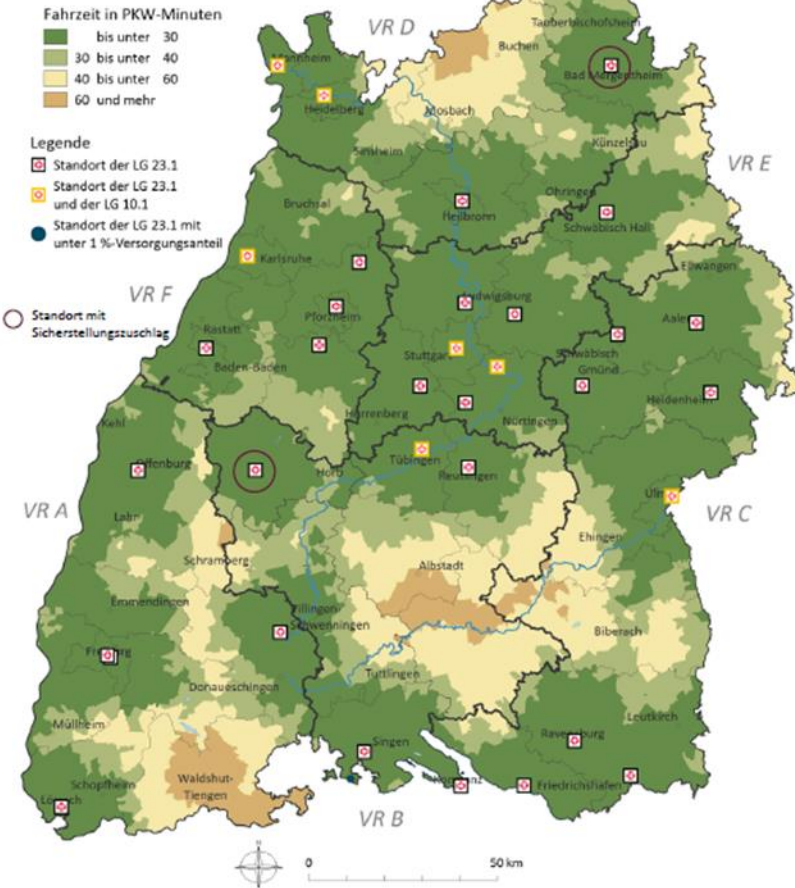 Fahrzeit in PKW-Minuten
bis unter 30
30 bis unter 40
40 bis unter 60
60 und mehr
Legende
Standort der LG 23.1
Standort der LG 23.1
und der LG 10.1
Standort der LG 23.1 mit
unter 1 %-Versorgungsanteil
Standort mit
Sicherstellungszuschlag
VR D
Tauberbischofsheim
Buchen
Bad Mergentheim
Mannheim
Heidelberg
Mosbach
Sinsheim
Künzelsau
VR E
Öhringen
Bruchsal
Heilbronn
Schwäbisch Hall
Karlsruhe
Ellwangen
VR F
Ludwigsburg
Pforzheim
Aalen
Rastatt
Stuttgart
Schwäbisch
Gmünd
Baden-Baden
Heidenheim
Herrenberg
Nürtingen
Kehl
Tübingen
Offenburg
Horb
Reutlingen
Ulm
VR A
VR C
Lahr
Ehingen
Schramberg
Albstadt
Emmendingen
Villingen-
Schwenningen
Biberach
Freiburg
Tuttlingen
Donaueschingen
Müllheim
Leutkirch
Ravensburg
Singen
Schopfheim
Waldshut-
Tiengen
Konstanz
Friedrichshafen
Lörrach
VR B
0
50 km